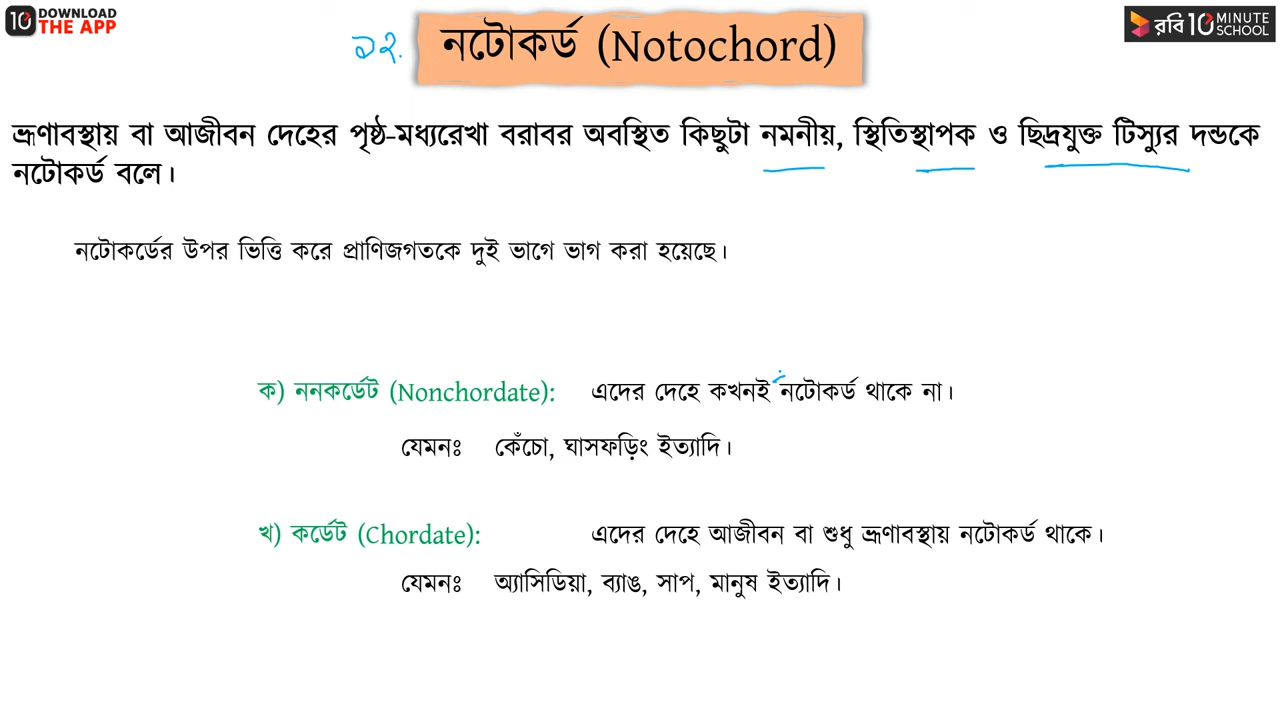 10 DOWNLOAD
THE APP
১২. নটোকর্ড (Notochord)
রবি 10 MINUTE
SCHOOL
ভ্রূণাবস্থায় বা আজীবন দেহের পৃষ্ঠ-মধ্যরেখা বরাবর অবস্থিত কিছুটা নমনীয়, স্থিতিস্থাপক ও ছিদ্রযুক্ত টিস্যুর দন্ডকে
নটোকর্ড বলে।
নটোকর্ডের উপর ভিত্তি করে প্রাণিজগতকে দুই ভাগে ভাগ করা হয়েছে।
ক) ননকর্ডেট (Nonchordate): এদের দেহে কখনই নটোকর্ড থাকে না।
যেমনঃ কেঁচো, ঘাসফড়িং ইত্যাদি।
খ) কর্ডেট (Chordate): এদের দেহে আজীবন বা শুধু ভ্রূণাবস্থায় নটোকর্ড থাকে।
যেমনঃ অ্যাসিডিয়া, ব্যাঙ, সাপ, মানুষ ইত্যাদি।